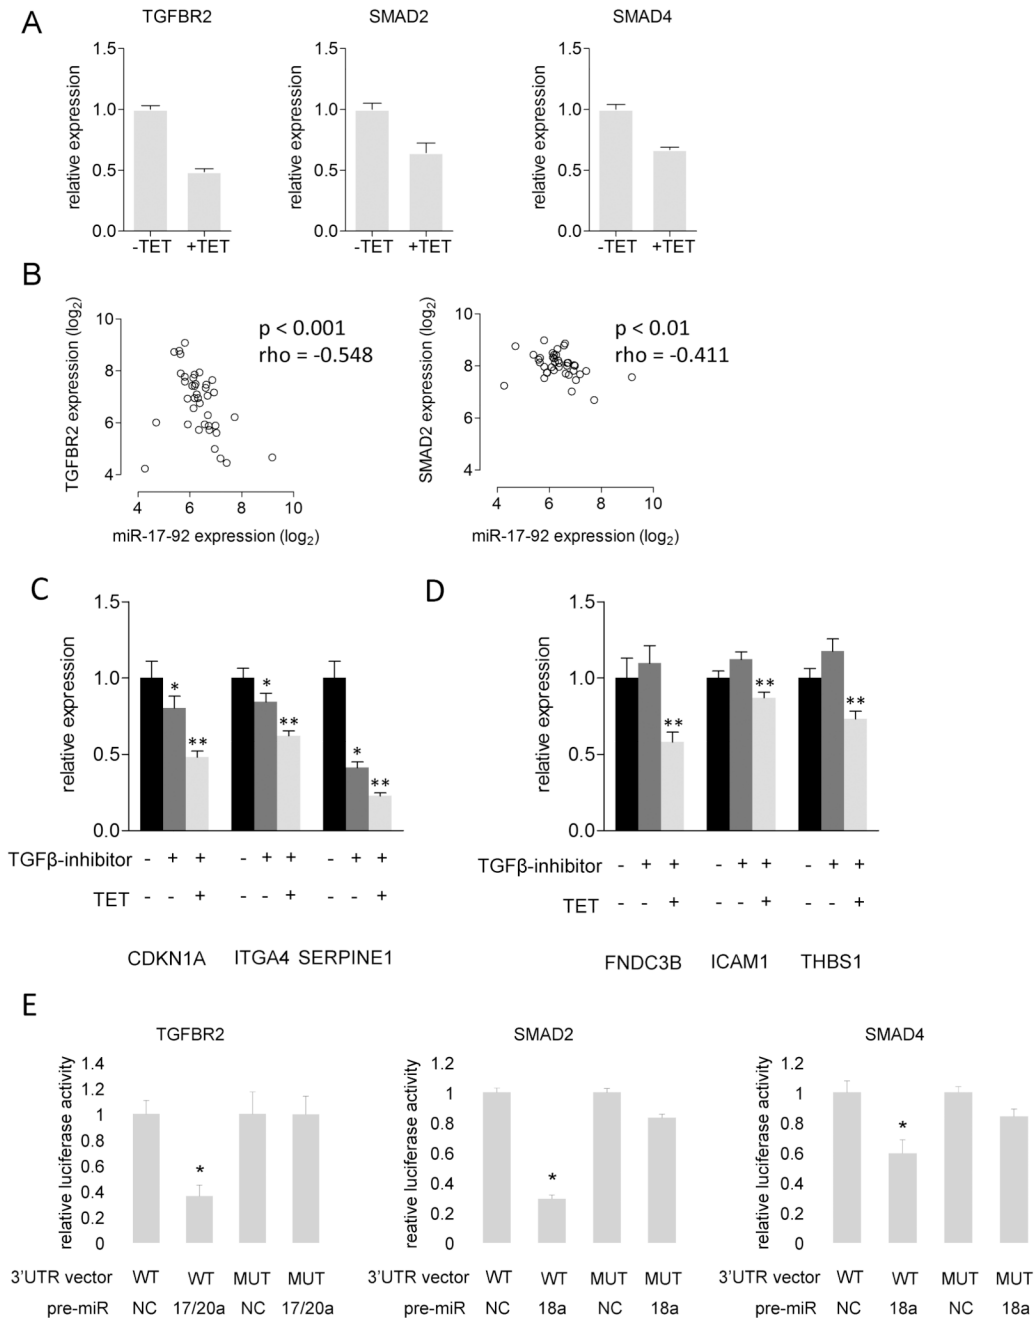 A
TGFBR2
SMAD2
SMAD4
relative expression
1.5
1.0
0.5
0.0
-TET +TET
relative expression
1.5
1.0
0.5
0.0
-TET +TET
relative expression
1.5
1.0
0.5
0.0
-TET +TET
B
TGFBR2 expression (log2)
10
8
6
4
p < 0.001
rho = -0.548
4 6 8 10
miR-17-92 expression (log2)
SMAD2 expression (log2)
10
8
6
4
p < 0.01
rho = -0.411
4 6 8 10
miR-17-92 expression (log2)
C
relative expression
1.5
1.0
0.5
0.0
* ** * ** * **
TGFβ-inhibitor - + + - + + - + +
TET - - + - - + - - +
CDKN1A ITGA4 SERPINE1
D
1.5
1.0
0.5
0.0
** ** **
TGFβ-inhibitor - + + - + + - + +
TET - - + - - + - - +
FNDC3B ICAM1 THBS1
E
TGFBR2
relative luciferase activity
1.4
1.2
1
0.8
0.6
0.4
0.2
0
*
3'UTR vector WT WT MUT MUT
pre-miR NC 17/20a NC 17/20a
SMAD2
relative luciferase activity
1.2
1
0.8
0.6
0.4
0.2
0
*
3'UTR vector WT WT MUT MUT
pre-miR NC 18a NC 18a
SMAD4
relative luciferase activity
1.2
1
0.8
0.6
0.4
0.2
0
*
3'UTR vector WT WT MUT MUT
pre-miR NC 18a NC 18a